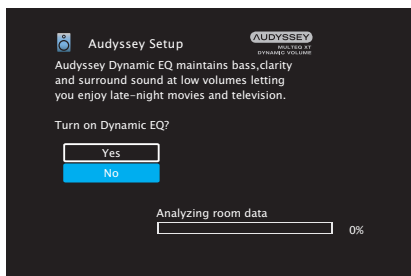 Audyssey Setup
AUDYSSEY
MULTEQ XT
DYNAMIC VOLUME
Audyssey Dynamic EQ maintains bass,clarity
and surround sound at low volumes letting
you enjoy late-night movies and television.
Turn on Dynamic EQ?
Yes
No
Analyzing room data
0%